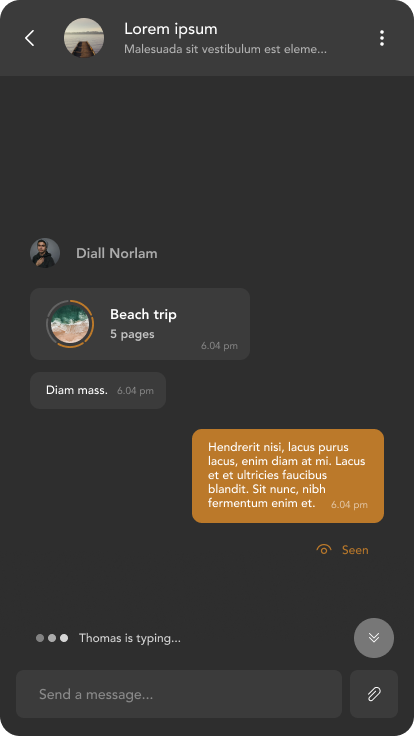 Lorem ipsum
Malesuada sit vestibulum est eleme...
Diall Norlam
Beach trip
5 pages
6.04 pm
Diam mass. 6.04 pm
Hendrerit nisi, lacus purus
lacus, enim diam at mi. Lacus
et et ultricies faucibus
blandit. Sit nunc, nibh
fermentum enim et. 6.04 pm
Seen
Thomas is typing...
Send a message...